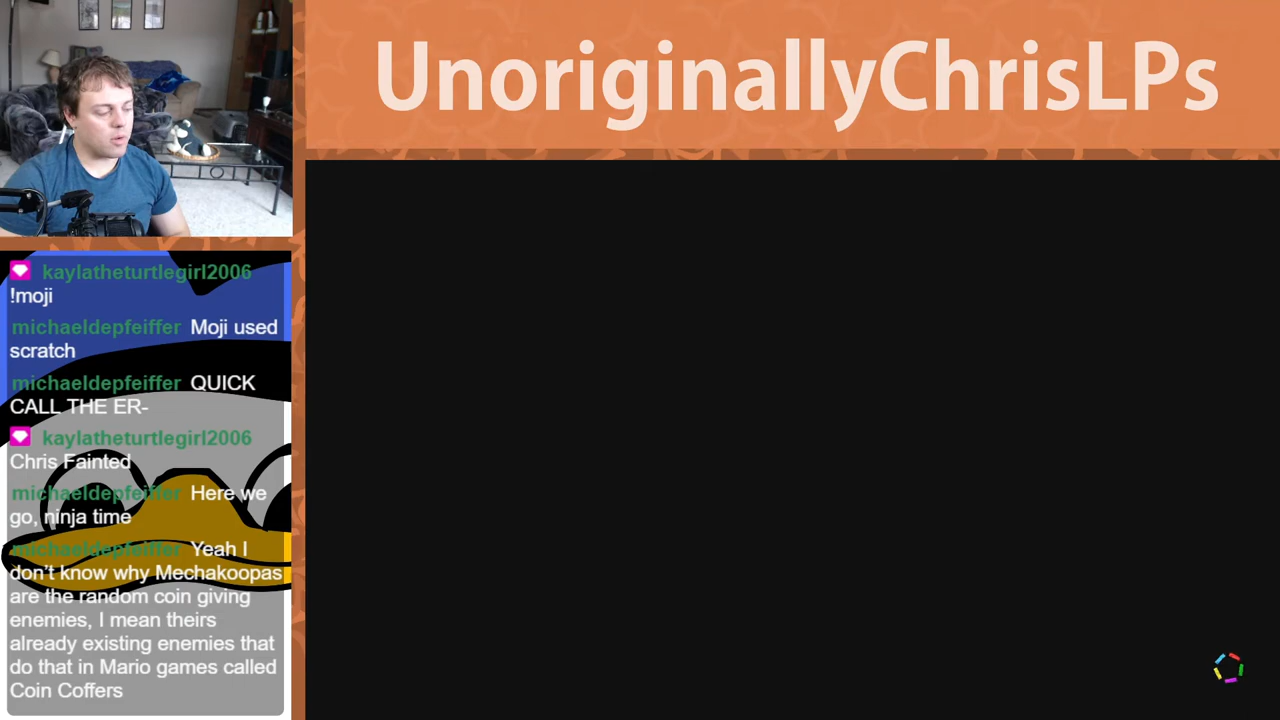 UnoriginallyChrisLPs
kaylatheturtlegirl2006
!moji
michaeldepfeiffer Moji used
scratch
michaeldepfeiffer QUICK
CALL THE ER-
kaylatheturtlegirl2006
Chris Fainted
michaeldepfeiffer Here we
go, ninja time
michaeldepfeiffer Yeah I
don't know why Mechakoopas
are the random coin giving
enemies, I mean theirs
already existing enemies that
do that in Mario games called
Coin Coffers